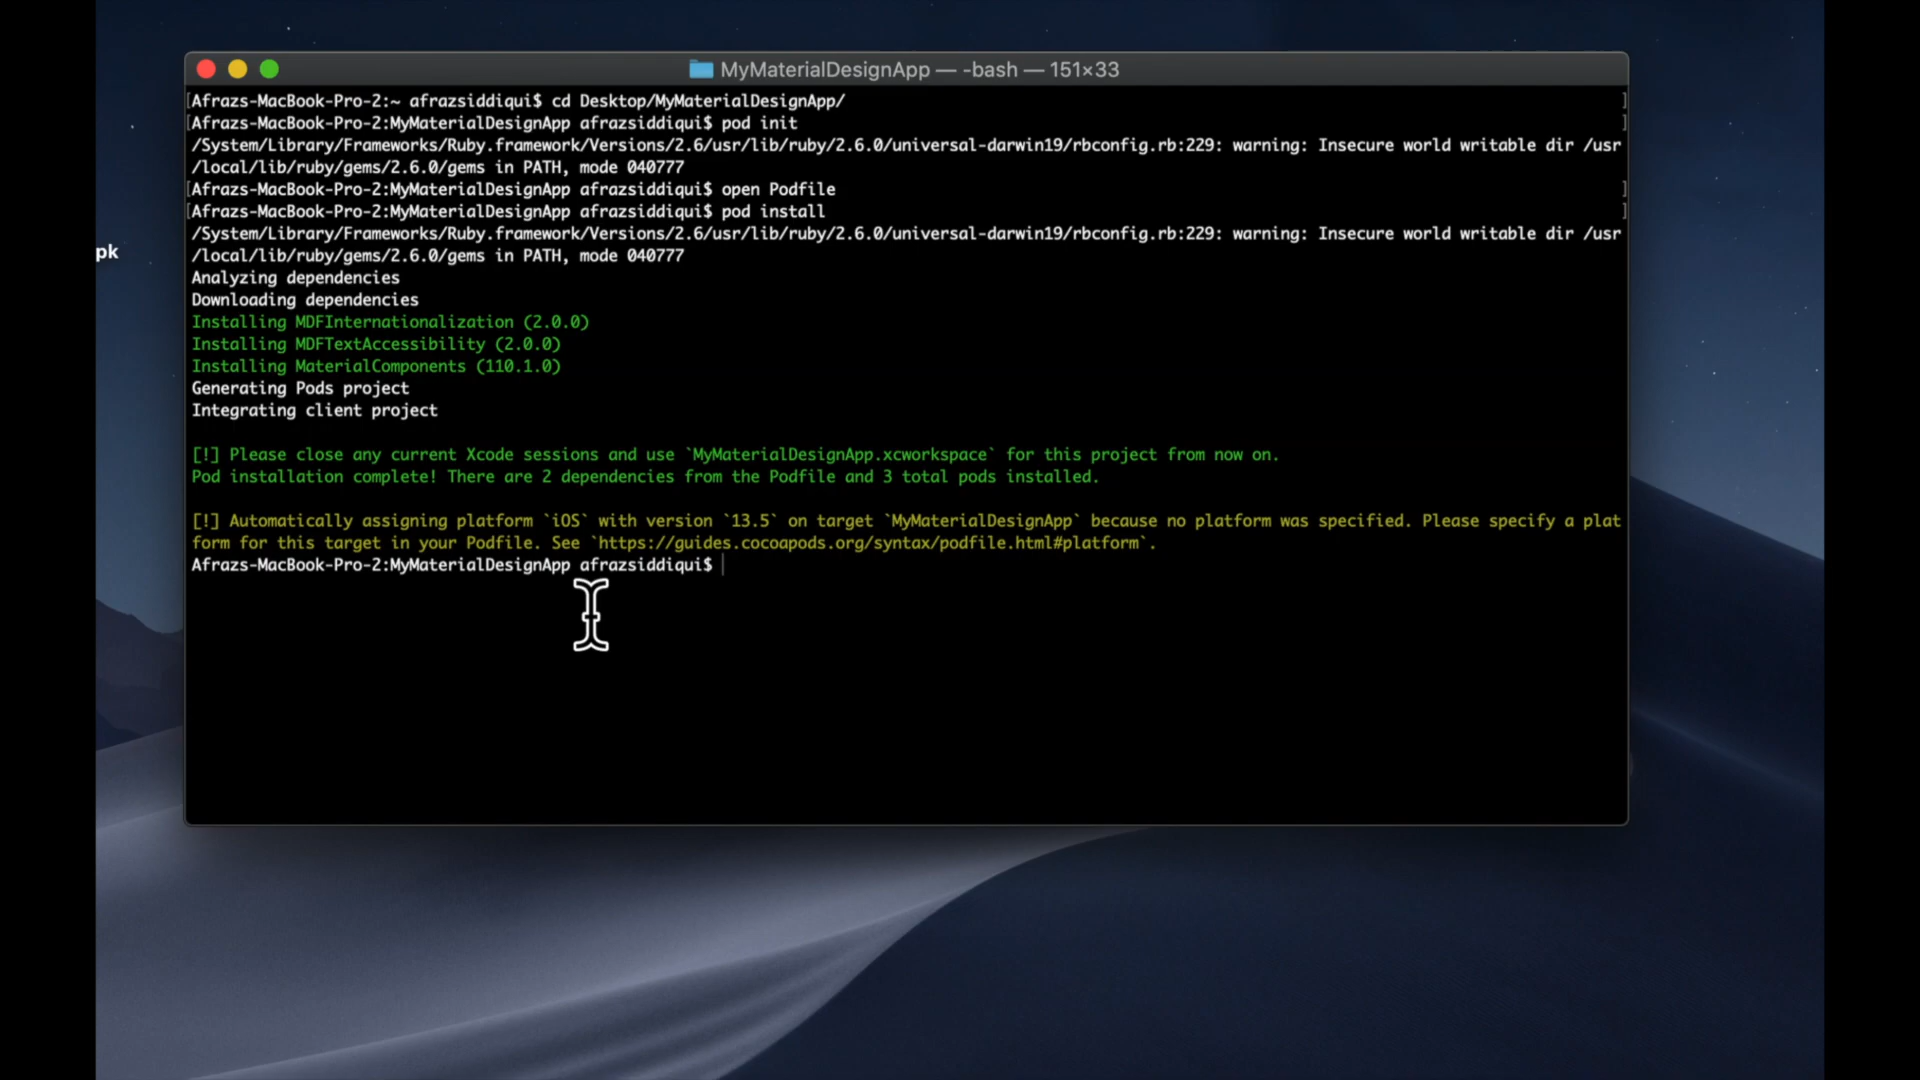 MyMaterialDesignApp — -bash — 151×33
[Afrazs-MacBook-Pro-2:~ afrazsiddiqui$ cd Desktop/MyMaterialDesignApp/ ]
[Afrazs-MacBook-Pro-2:MyMaterialDesignApp afrazsiddiqui$ pod init ]
/System/Library/Frameworks/Ruby.framework/Versions/2.6/usr/lib/ruby/2.6.0/universal-darwin19/rbconfig.rb:229: warning: Insecure world writable dir /usr
/local/lib/ruby/gems/2.6.0/gems in PATH, mode 040777
[Afrazs-MacBook-Pro-2:MyMaterialDesignApp afrazsiddiqui$ open Podfile ]
[Afrazs-MacBook-Pro-2:MyMaterialDesignApp afrazsiddiqui$ pod install ]
/System/Library/Frameworks/Ruby.framework/Versions/2.6/usr/lib/ruby/2.6.0/universal-darwin19/rbconfig.rb:229: warning: Insecure world writable dir /usr
pk
/local/lib/ruby/gems/2.6.0/gems in PATH, mode 040777
Analyzing dependencies
Downloading dependencies
Installing MDFInternationalization (2.0.0)
Installing MDFTextAccessibility (2.0.0)
Installing MaterialComponents (110.1.0)
Generating Pods project
Integrating client project
[!] Please close any current Xcode sessions and use `MyMaterialDesignApp.xcworkspace` for this project from now on.
Pod installation complete! There are 2 dependencies from the Podfile and 3 total pods installed.
[!] Automatically assigning platform `iOS` with version `13.5` on target `MyMaterialDesignApp` because no platform was specified. Please specify a plat
form for this target in your Podfile. See `https://guides.cocoapods.org/syntax/podfile.html#platform`.
Afrazs-MacBook-Pro-2:MyMaterialDesignApp afrazsiddiqui$